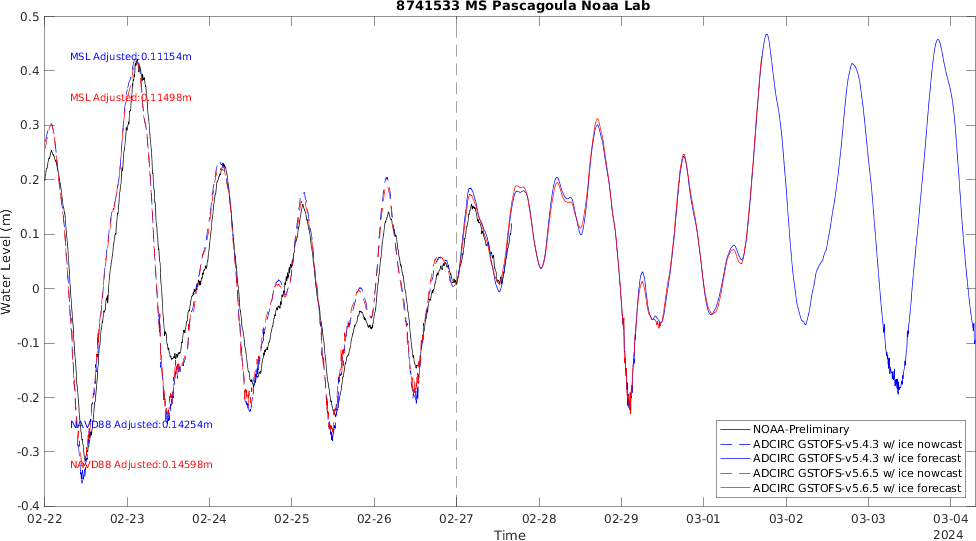 8741533 MS Pascagoula Noaa Lab
0.5
0.4
0.3
0.2
0.1
0
-0.1
-0.2
-0.3
-0.4
Water Level (m)
MSL Adjusted:0.11154m
MSL Adjusted:0.11498m
NAVD88 Adjusted:0.14254m
NAVD88 Adjusted:0.14598m
NOAA-Preliminary
ADCIRC GSTOFS-v5.4.3 w/ ice nowcast
ADCIRC GSTOFS-v5.4.3 w/ ice forecast
ADCIRC GSTOFS-v5.6.5 w/ ice nowcast
ADCIRC GSTOFS-v5.6.5 w/ ice forecast
02-22 02-23 02-24 02-25 02-26 02-27 02-28 02-29 03-01 03-02 03-03 03-04
Time
2024